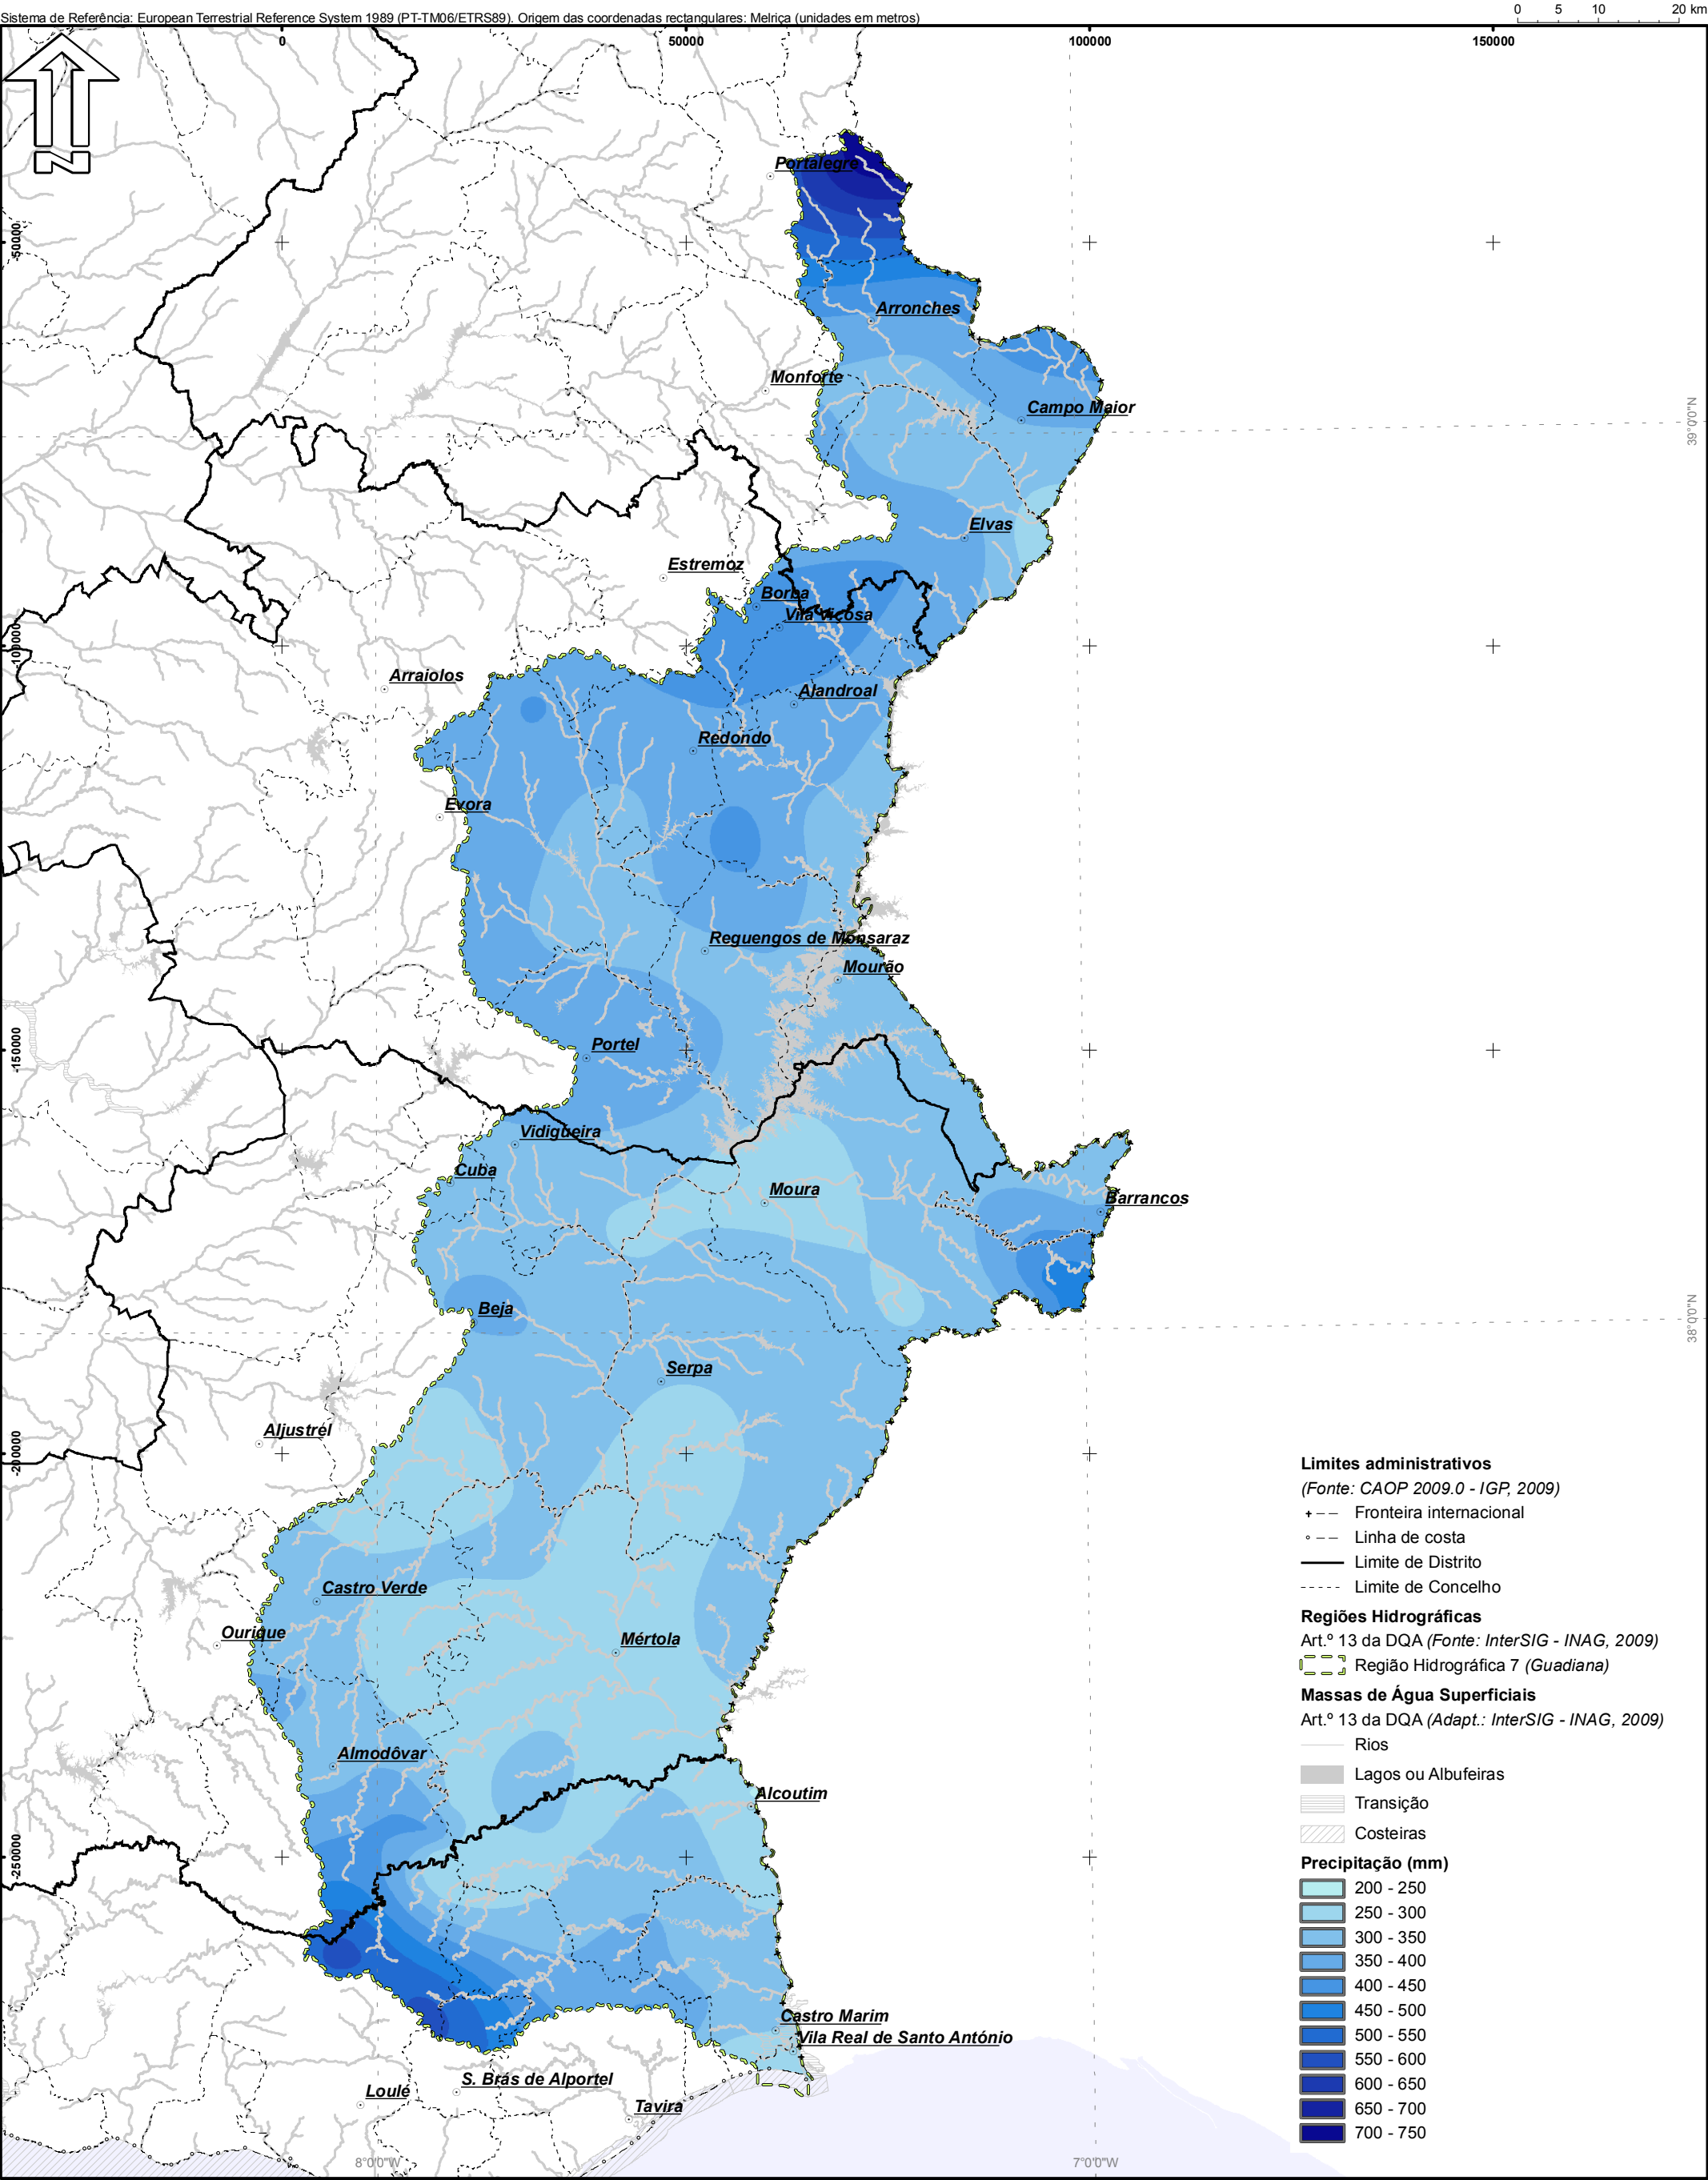 Sistema de Referência: European Terrestrial Reference System 1989 (PT-TM06/ETRS89). Origem das coordenadas rectangulares: Melriça (unidades em metros)
0 5 10 20 km
0 50000 100000 150000
N
Portalegre
-50000
Arronches
Monforte
Campo Maior
39°0'0"N
Elvas
Estremoz
Borba
Vila Viçosa
-100000
Arraiolos
Alandroal
Redondo
Évora
Reguengos de Monsaraz
Mourão
Portel
-150000
Vidigueira
Cuba
Moura
Barrancos
Beja
38°0'0"N
Serpa
Aljustrel
-200000
Castro Verde
Ourique
Mértola
Almodôvar
Alcoutim
-250000
Castro Marim
Vila Real de Santo António
S. Brás de Alportel
Loulé
Tavira
8°0'0"W
7°0'0"W
Limites administrativos
(Fonte: CAOP 2009.0 - IGP, 2009)
Fronteira internacional
Linha de costa
Limite de Distrito
Limite de Concelho
Regiões Hidrográficas
Art.º 13 da DQA (Fonte: InterSIG - INAG, 2009)
Região Hidrográfica 7 (Guadiana)
Massas de Água Superficiais
Art.º 13 da DQA (Adapt.: InterSIG - INAG, 2009)
Rios
Lagos ou Albufeiras
Transição
Costeiras
Precipitação (mm)
200 - 250
250 - 300
300 - 350
350 - 400
400 - 450
450 - 500
500 - 550
550 - 600
600 - 650
650 - 700
700 - 750